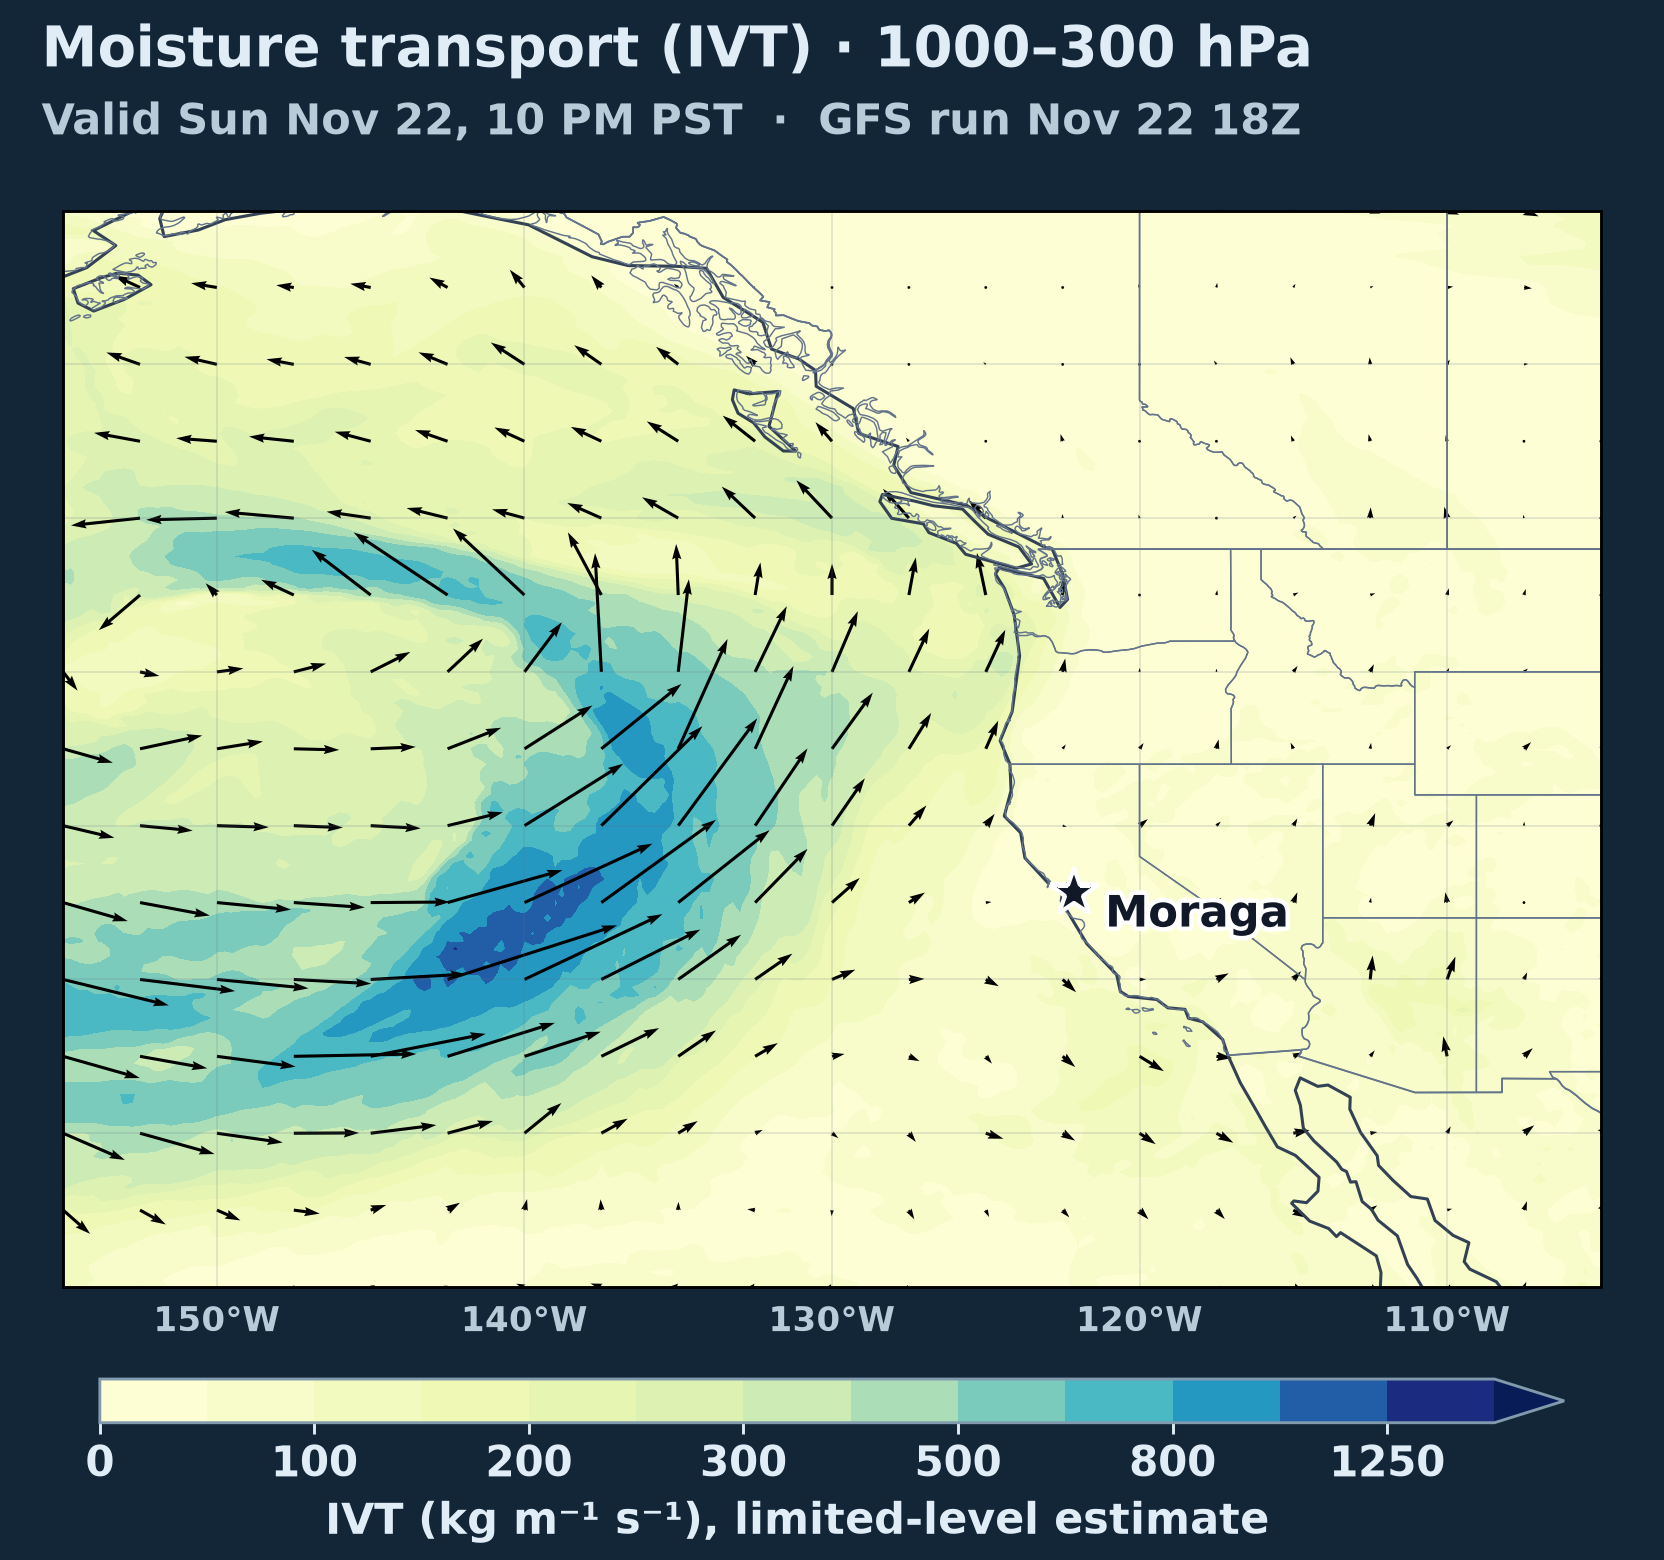 Moisture transport (IVT) · 1000–300 hPa
Valid Sun Nov 22, 10 PM PST · GFS run Nov 22 18Z
Moraga
150°W 140°W 130°W 120°W 110°W
0 100 200 300 500 800 1250
IVT (kg m⁻¹ s⁻¹), limited-level estimate